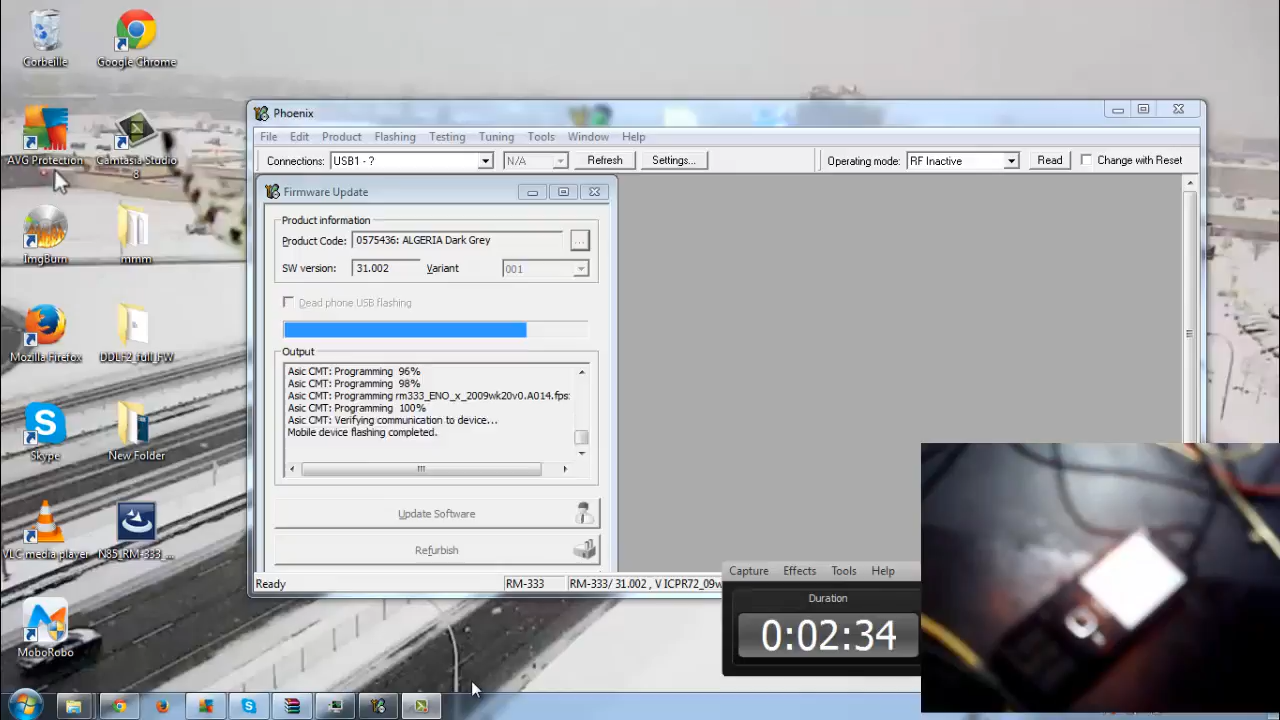 Corbeille
Google Chrome
AVG Protection
Camtasia Studio 8
ImgBurn
mmm
Mozilla Firefox
DDLF2_full_FW
Skype
New Folder
VLC media player
N85_RM-333_...
MoboRobo
Phoenix
File Edit Product Flashing Testing Tuning Tools Window Help
Connections: USB1 - ? N/A Refresh Settings... Operating mode: RF Inactive Read Change with Reset
Firmware Update
Product information
Product Code: 0575436: ALGERIA Dark Grey ...
SW version: 31.002 Variant 001
Dead phone USB flashing
Output
Asic CMT: Programming 96%
Asic CMT: Programming 98%
Asic CMT: Programming rm333_ENO_x_2009wk20v0.A014.fps:
Asic CMT: Programming 100%
Asic CMT: Verifying communication to device...
Mobile device flashing completed.
Update Software
Refurbish
Ready RM-333 RM-333/ 31.002 , V ICPR72_09w
Capture Effects Tools Help
Duration
0:02:34